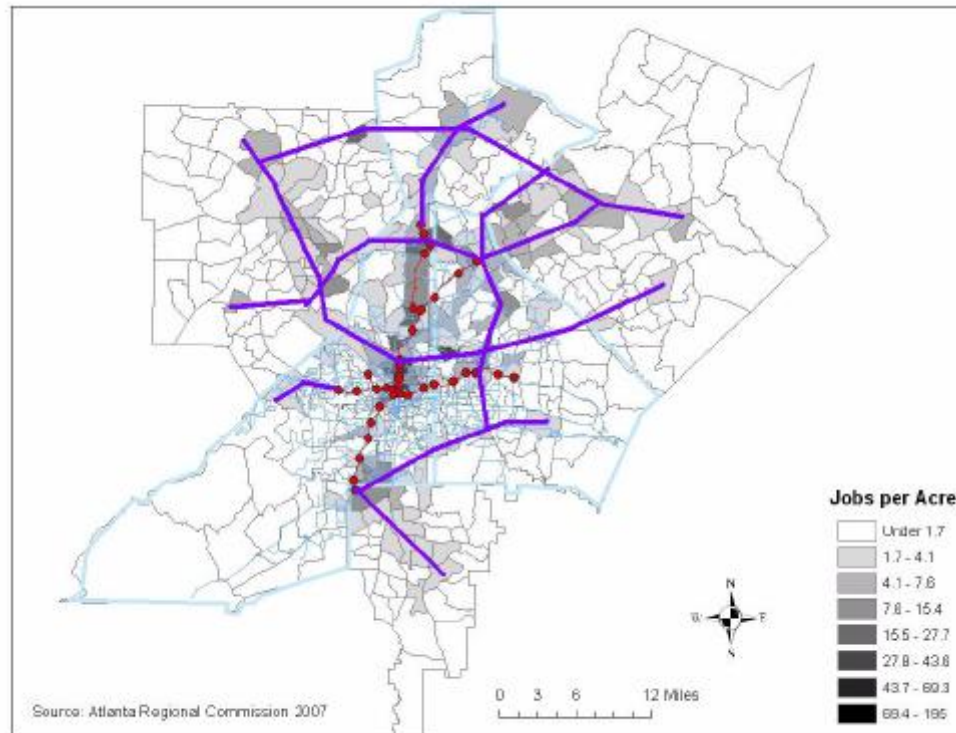 Jobs per Acre
Under 1.7
1.7 - 4.1
4.1 - 7.6
7.6 - 15.4
15.5 - 27.7
27.8 - 43.6
43.7 - 69.3
69.4 - 195
N
W E
S
0 3 6 12 Miles
Source: Atlanta Regional Commission 2007